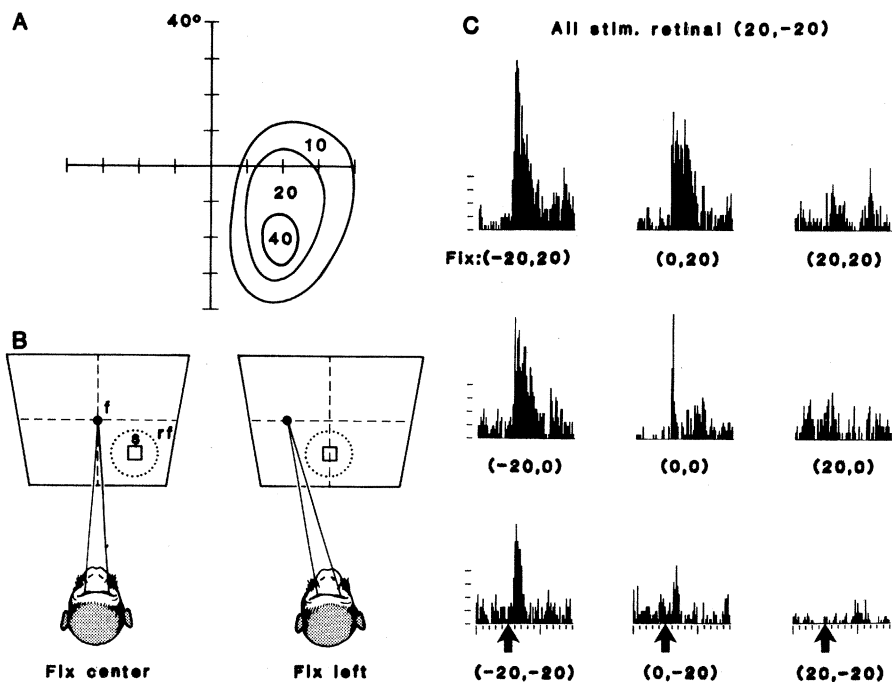 A
40°
10
20
40
B
f
rf
s
Fix center
Fix left
C
All stim. retinal (20,-20)
Fix:(-20,20)
(0,20)
(20,20)
(-20,0)
(0,0)
(20,0)
(-20,-20)
(0,-20)
(20,-20)